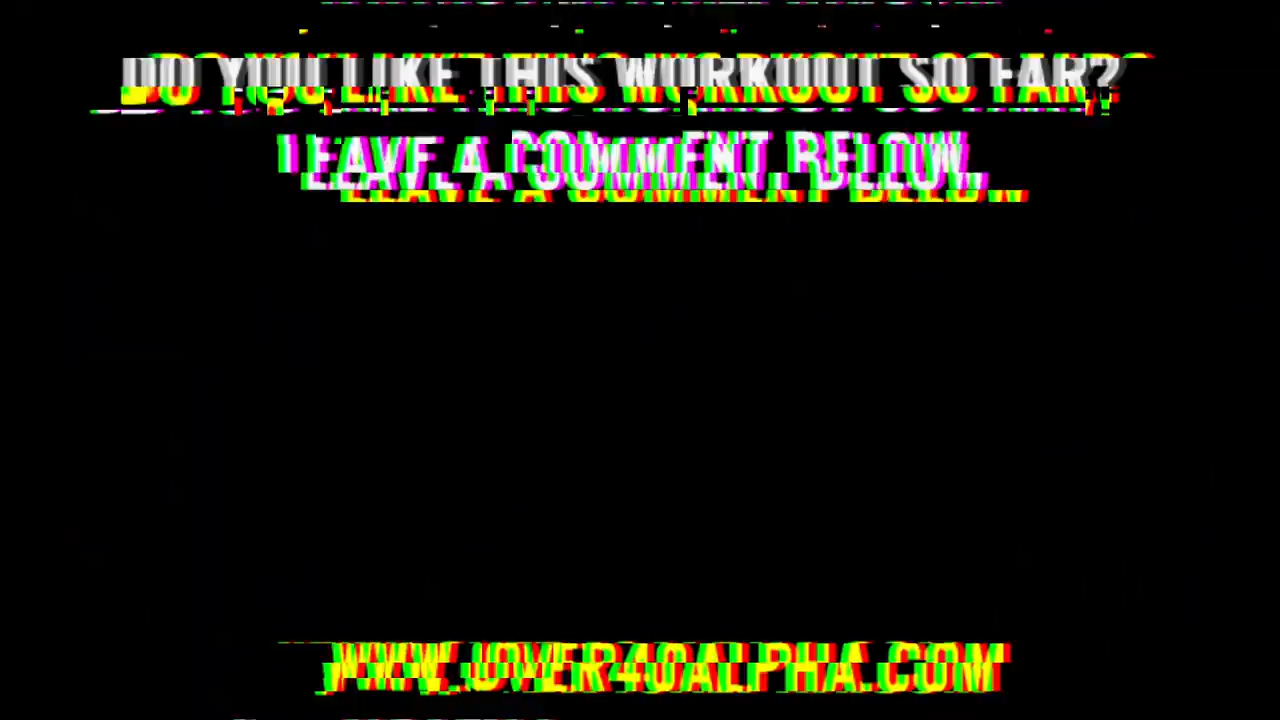 DO YOU LIKE THIS WORKOUT SO FAR?
LEAVE A COMMENT BELOW.
WWW.OVER40ALPHA.COM